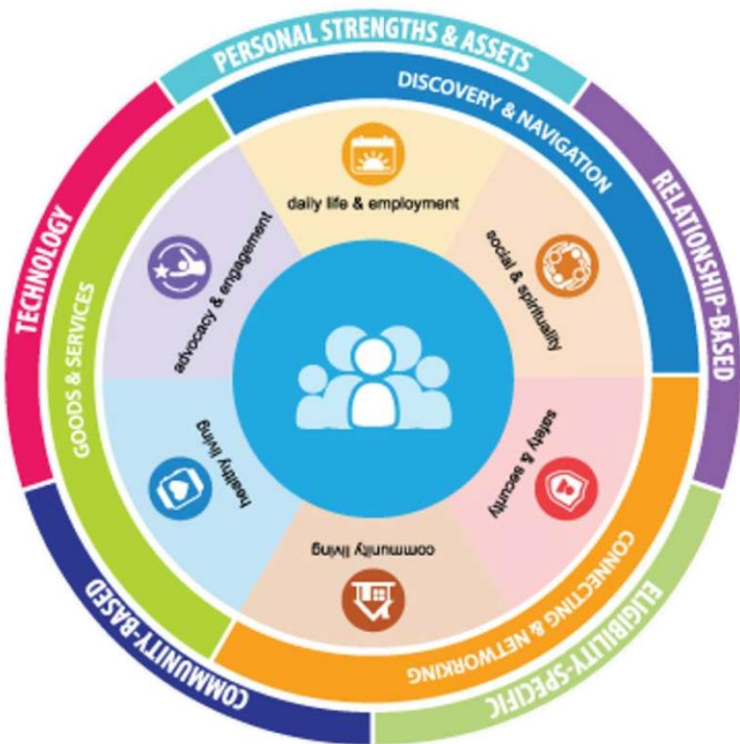 PERSONAL STRENGTHS & ASSETS
RELATIONSHIP-BASED
ELIGIBILITY-SPECIFIC
COMMUNITY-BASED
TECHNOLOGY
DISCOVERY & NAVIGATION
CONNECTING & NETWORKING
GOODS & SERVICES
daily life & employment
social & spirituality
safety & security
community living
healthy living
advocacy & engagement